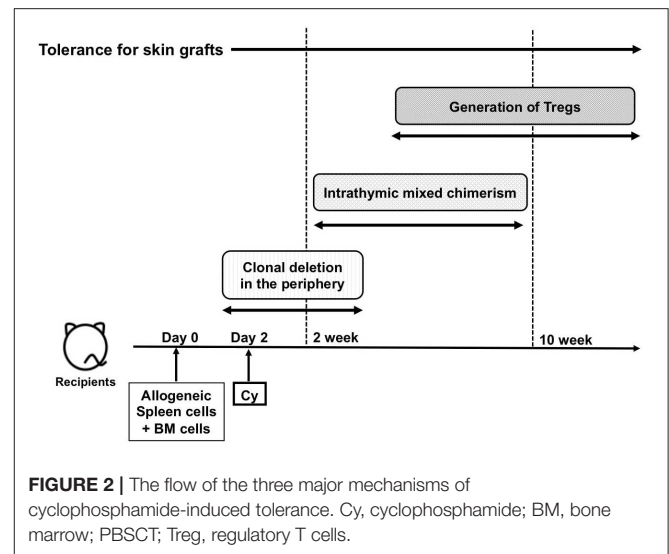 Tolerance for skin grafts
Generation of Tregs
Intrathymic mixed chimerism
Clonal deletion
in the periphery
Day 0
Day 2
2 week
10 week
Recipients
Allogeneic
Spleen cells
+ BM cells
Cy
FIGURE 2 | The flow of the three major mechanisms of
cyclophosphamide-induced tolerance. Cy, cyclophosphamide; BM, bone
marrow; PBSCT; Treg, regulatory T cells.